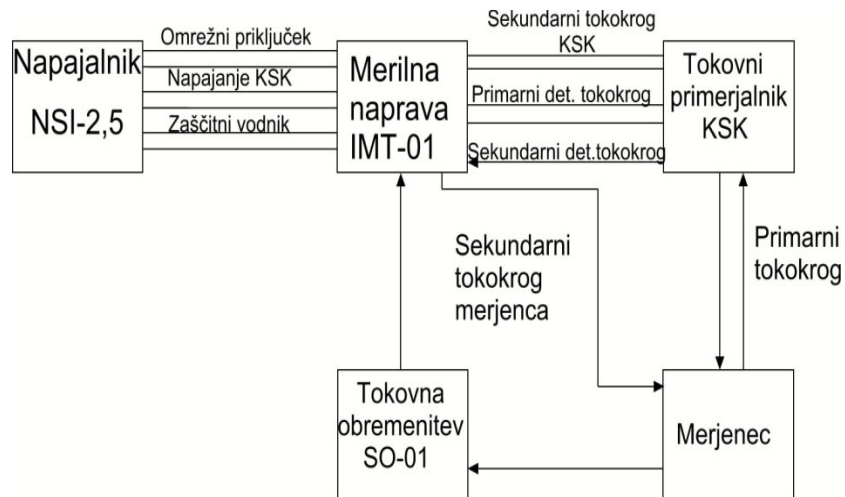 Napajalnik
NSI-2,5
Omrežni priključek
Napajanje KSK
Zaščitni vodnik
Merilna
naprava
IMT-01
Sekundarni tokokrog
KSK
Primarni det. tokokrog
Sekundarni det.tokokrog
Tokovni
primerjalnik
KSK
Sekundarni
tokokrog
merjenca
Primarni
tokokrog
Tokovna
obremenitev
SO-01
Merjenec